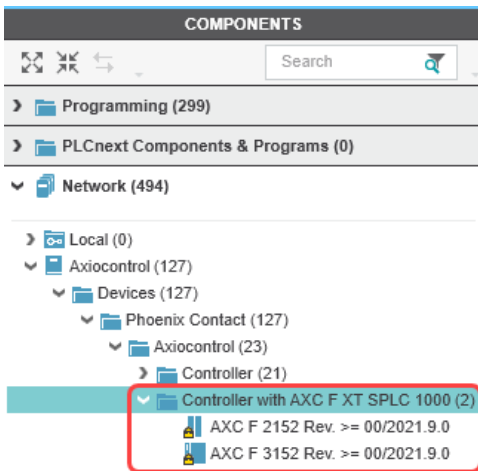 COMPONENTS
Search
Programming (299)
PLCnext Components & Programs (0)
Network (494)
Local (0)
Axiocontrol (127)
Devices (127)
Phoenix Contact (127)
Axiocontrol (23)
Controller (21)
Controller with AXC F XT SPLC 1000 (2)
AXC F 2152 Rev. >= 00/2021.9.0
AXC F 3152 Rev. >= 00/2021.9.0